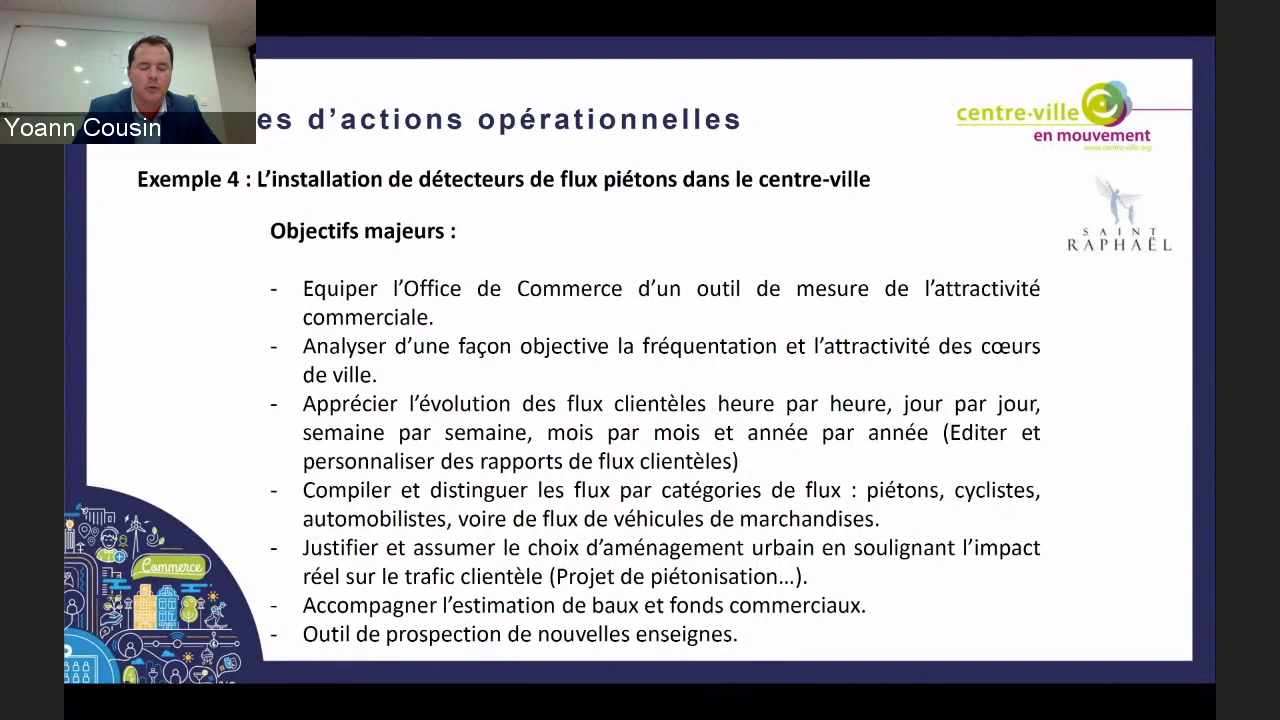 Yoann Cousin
es d'actions opérationnelles
centre-ville
en mouvement
www.centre-ville.org
Exemple 4 : L'installation de détecteurs de flux piétons dans le centre-ville
SAINT
RAPHAËL
Objectifs majeurs :
- Equiper l'Office de Commerce d'un outil de mesure de l'attractivité
commerciale.
- Analyser d'une façon objective la fréquentation et l'attractivité des cœurs
de ville.
- Apprécier l'évolution des flux clientèles heure par heure, jour par jour,
semaine par semaine, mois par mois et année par année (Editer et
personnaliser des rapports de flux clientèles)
- Compiler et distinguer les flux par catégories de flux : piétons, cyclistes,
automobilistes, voire de flux de véhicules de marchandises.
- Justifier et assumer le choix d'aménagement urbain en soulignant l'impact
réel sur le trafic clientèle (Projet de piétonisation…).
- Accompagner l'estimation de baux et fonds commerciaux.
- Outil de prospection de nouvelles enseignes.
Commerce